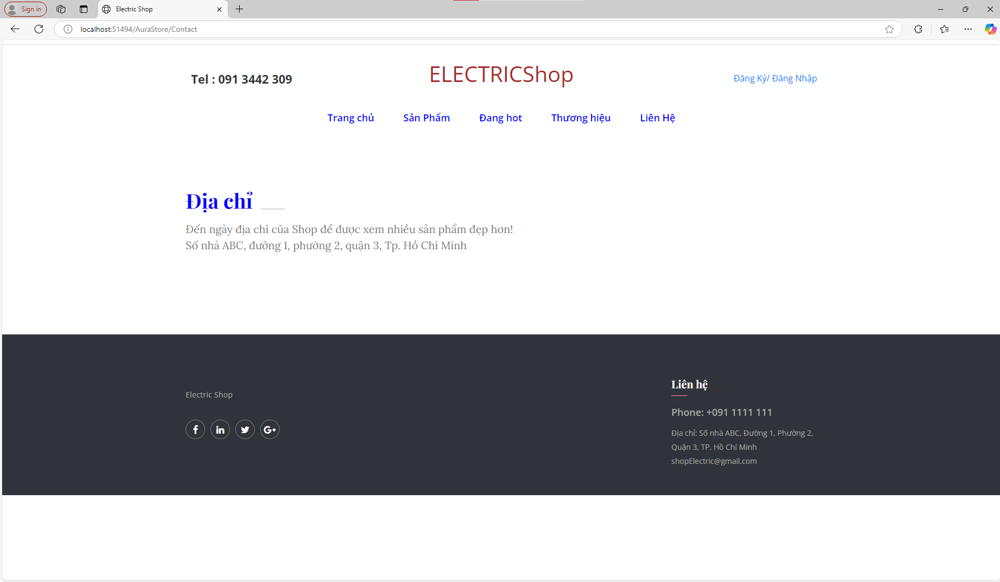 Sign in
Electric Shop
localhost:51494/AuraStore/Contact
Tel : 091 3442 309
ELECTRICShop
Đăng Ký/ Đăng Nhập
Trang chủ
Sản Phẩm
Đang hot
Thương hiệu
Liên Hệ
Địa chỉ
Đến ngày địa chỉ của Shop để được xem nhiều sản phẩm đẹp hơn!
Số nhà ABC, đường 1, phường 2, quận 3, Tp. Hồ Chí Minh
Electric Shop
Liên hệ
Phone: +091 1111 111
Địa chỉ: Số nhà ABC, Đường 1, Phường 2,
Quận 3, TP. Hồ Chí Minh
shopElectric@gmail.com